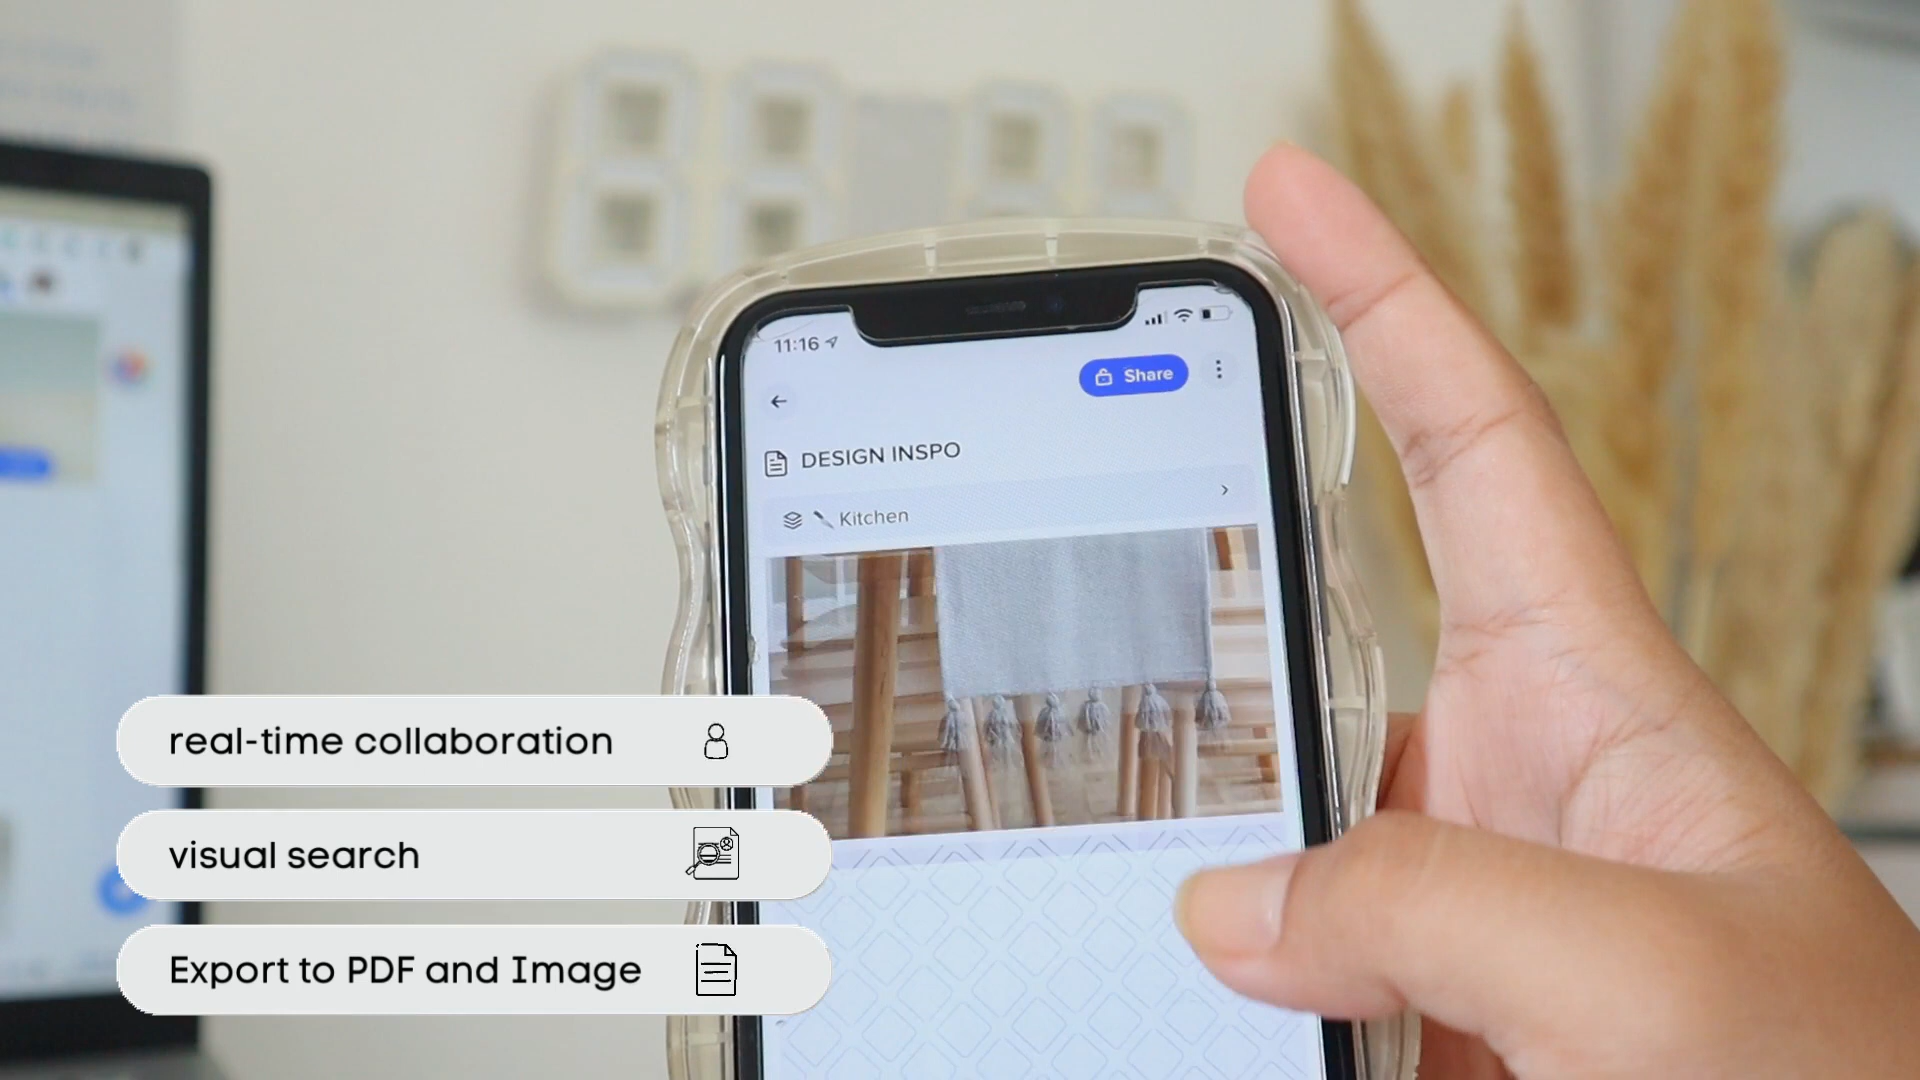 11:16
Share
DESIGN INSPO
Kitchen
real-time collaboration
visual search
Export to PDF and Image